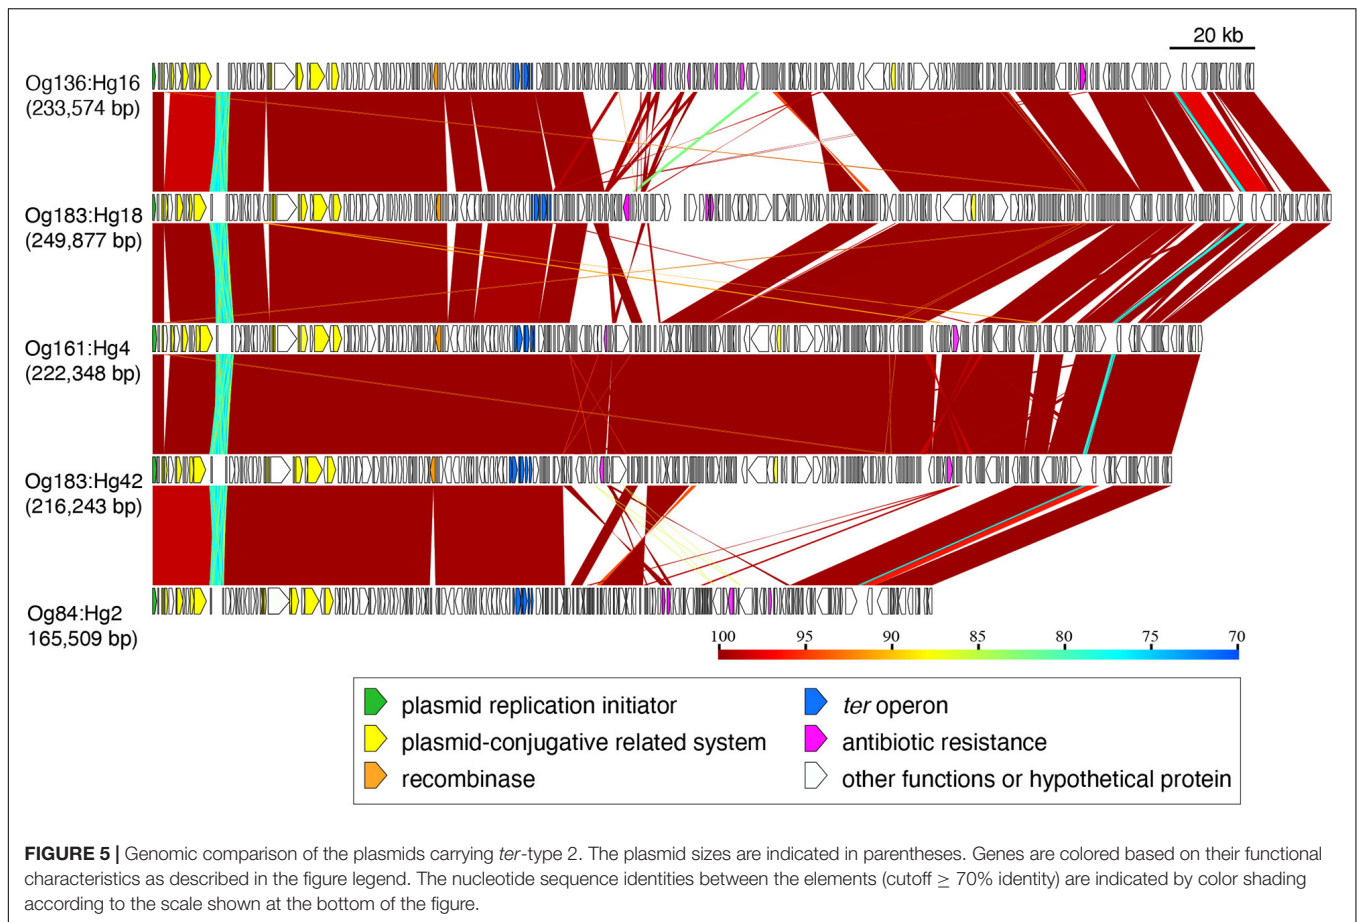 20 kb
Og136:Hg16
(233,574 bp)
Og183:Hg18
(249,877 bp)
Og161:Hg4
(222,348 bp)
Og183:Hg42
(216,243 bp)
Og84:Hg2
165,509 bp)
100 95 90 85 80 75 70
plasmid replication initiator
plasmid-conjugative related system
recombinase
ter operon
antibiotic resistance
other functions or hypothetical protein
FIGURE 5 | Genomic comparison of the plasmids carrying ter-type 2. The plasmid sizes are indicated in parentheses. Genes are colored based on their functional
characteristics as described in the figure legend. The nucleotide sequence identities between the elements (cutoff ≥ 70% identity) are indicated by color shading
according to the scale shown at the bottom of the figure.